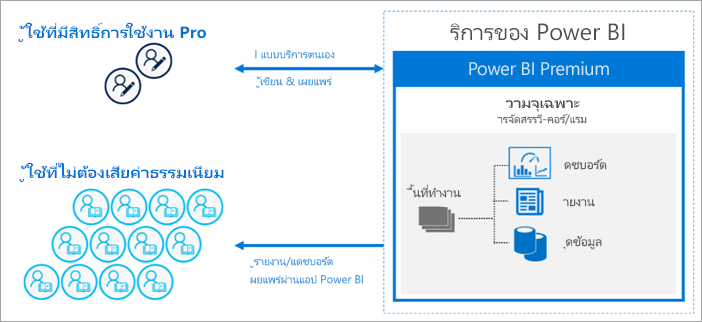 ู้ใช้ที่มีสิทธิ์การใช้งาน Pro
ู้ใช้ที่ไม่ต้องเสียค่าธรรมเนียม
I แบบบริการตนเอง
ู้เขียน & เผยแพร่
ู้รายงาน/แดชบอร์ด
ผยแพร่ผ่านแอป Power BI
ริการของ Power BI
Power BI Premium
วามจุเฉพาะ
ารจัดสรรวี-คอร์/แรม
ื้นที่ทำงาน
ดชบอร์ด
ายงาน
ุดข้อมูล